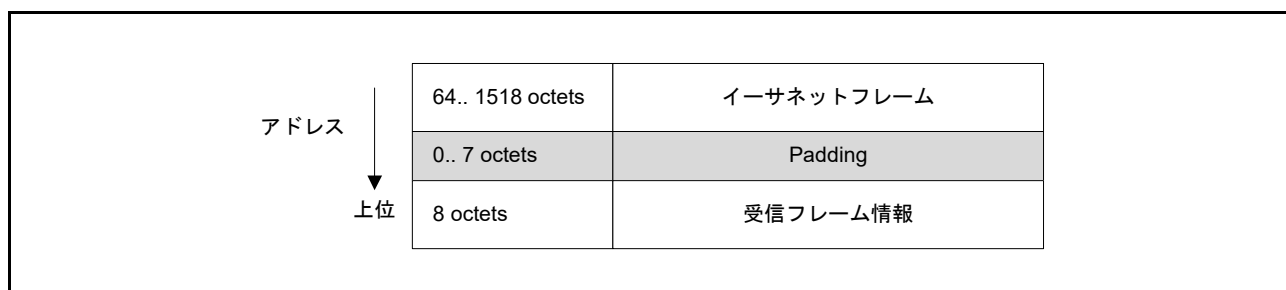 64.. 1518 octets イーサネットフレーム
アドレス
0.. 7 octets Padding
上位
8 octets 受信フレーム情報